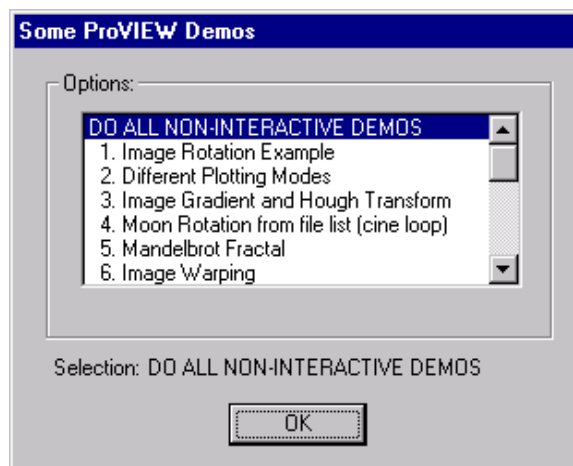 Some ProVIEW Demos
Options:
DO ALL NON-INTERACTIVE DEMOS
1. Image Rotation Example
2. Different Plotting Modes
3. Image Gradient and Hough Transform
4. Moon Rotation from file list (cine loop)
5. Mandelbrot Fractal
6. Image Warping
Selection: DO ALL NON-INTERACTIVE DEMOS
OK